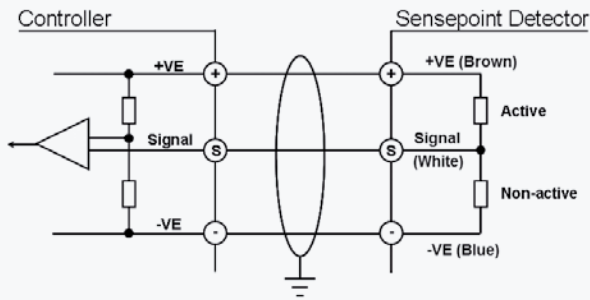 Controller
Sensepoint Detector
+VE
+
+
+VE (Brown)
Active
Signal
S
S
Signal
(White)
Non-active
-VE
-
-
-VE (Blue)